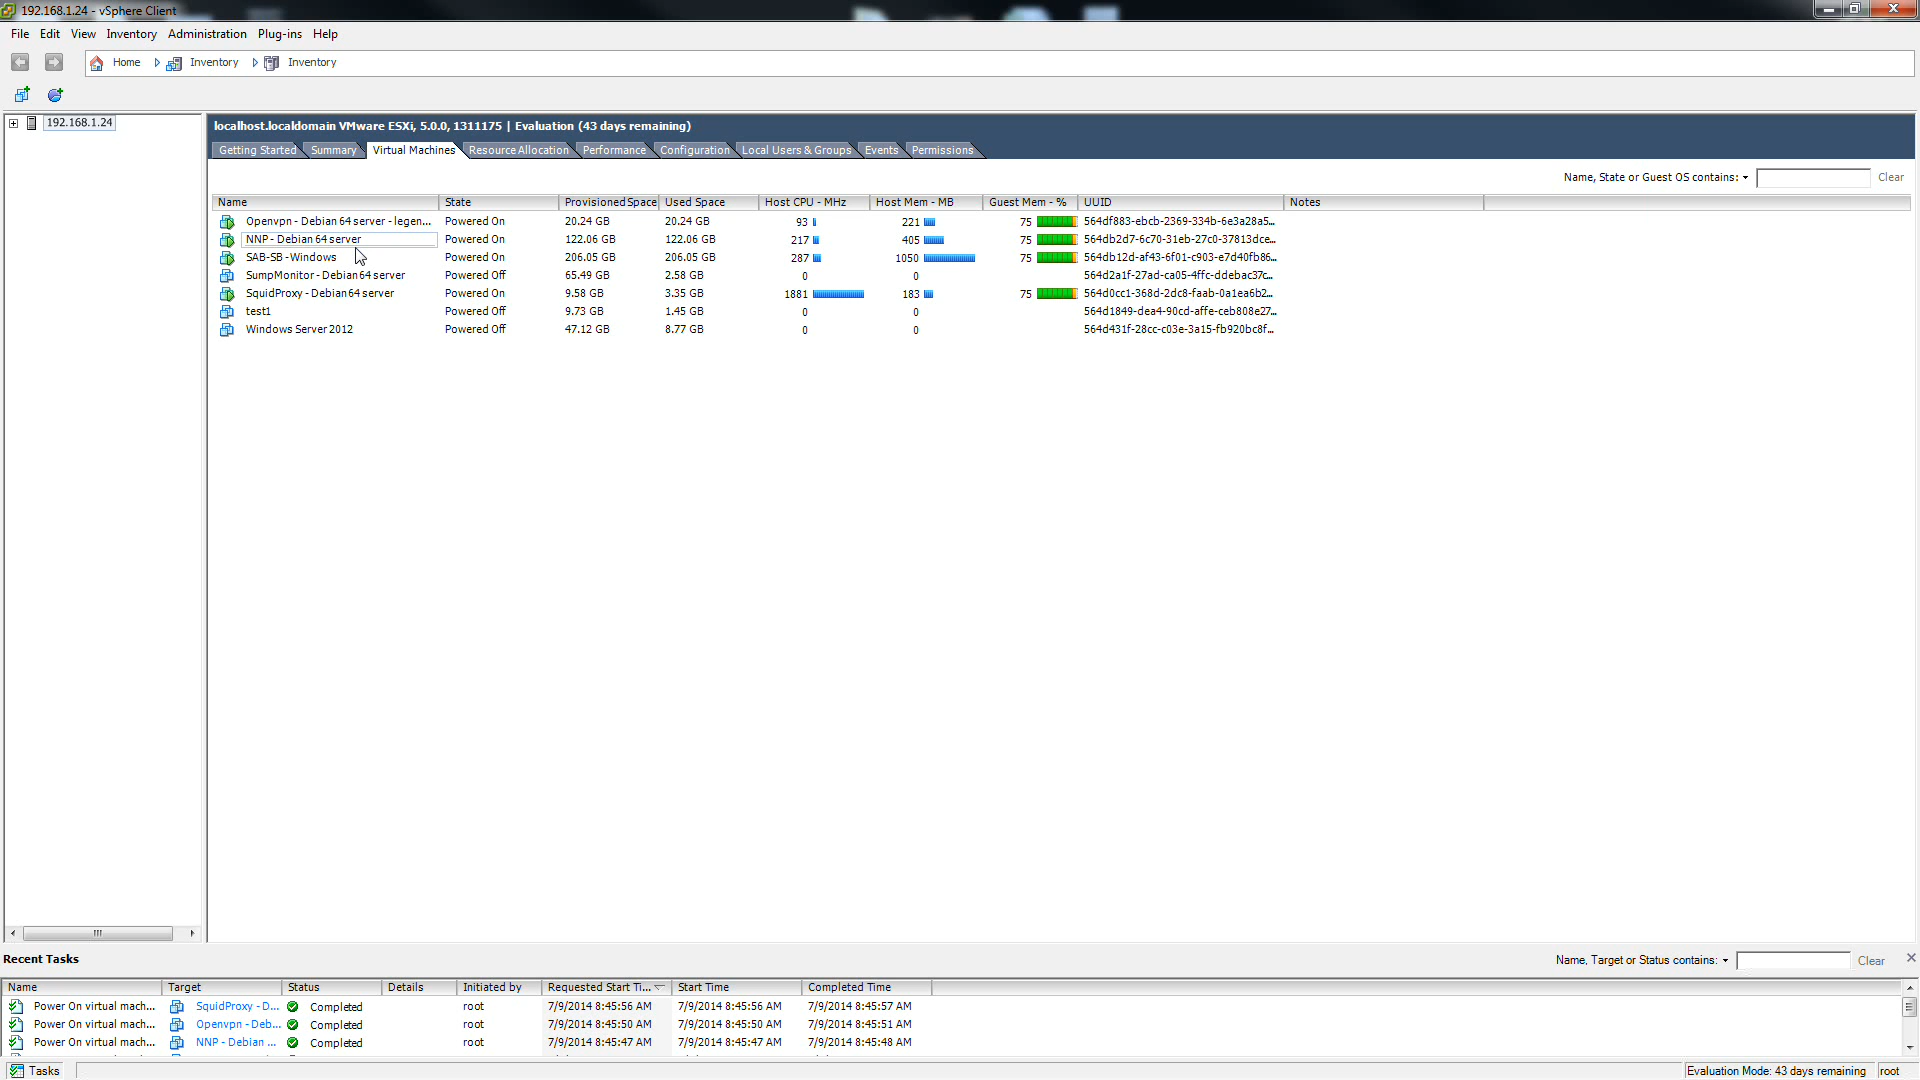 192.168.1.24 - vSphere Client
File Edit View Inventory Administration Plug-ins Help
Home Inventory Inventory
192.168.1.24
localhost.localdomain VMware ESXi, 5.0.0, 1311175 | Evaluation (43 days remaining)
Getting Started Summary Virtual Machines Resource Allocation Performance Configuration Local Users & Groups Events Permissions
Name, State or Guest OS contains: Clear
Name State Provisioned Space Used Space Host CPU - MHz Host Mem - MB Guest Mem - % UUID Notes
Openvpn - Debian 64 server - legen... Powered On 20.24 GB 20.24 GB 93 221 75 564df883-ebcb-2369-334b-6e3a28a5...
NNP - Debian 64 server Powered On 122.06 GB 122.06 GB 217 405 75 564db2d7-6c70-31eb-27c0-37813dce...
SAB-SB - Windows Powered On 206.05 GB 206.05 GB 287 1050 75 564db12d-af43-6f01-c903-e7d40fb86...
SumpMonitor - Debian 64 server Powered Off 65.49 GB 2.58 GB 0 0 564d2a1f-27ad-ca05-4ffc-ddebac37c...
SquidProxy - Debian 64 server Powered On 9.58 GB 3.35 GB 1881 183 75 564d0cc1-368d-2dc8-faab-0a1ea6b2...
test1 Powered Off 9.73 GB 1.45 GB 0 0 564d1849-dea4-90cd-affe-ceb808e27...
Windows Server 2012 Powered Off 47.12 GB 8.77 GB 0 0 564d431f-28cc-c03e-3a15-fb920bc8f...
Recent Tasks Name, Target or Status contains: Clear
Name Target Status Details Initiated by Requested Start Ti... Start Time Completed Time
Power On virtual mach... SquidProxy - D... Completed root 7/9/2014 8:45:56 AM 7/9/2014 8:45:56 AM 7/9/2014 8:45:57 AM
Power On virtual mach... Openvpn - Deb... Completed root 7/9/2014 8:45:50 AM 7/9/2014 8:45:50 AM 7/9/2014 8:45:51 AM
Power On virtual mach... NNP - Debian ... Completed root 7/9/2014 8:45:47 AM 7/9/2014 8:45:47 AM 7/9/2014 8:45:48 AM
Tasks Evaluation Mode: 43 days remaining root